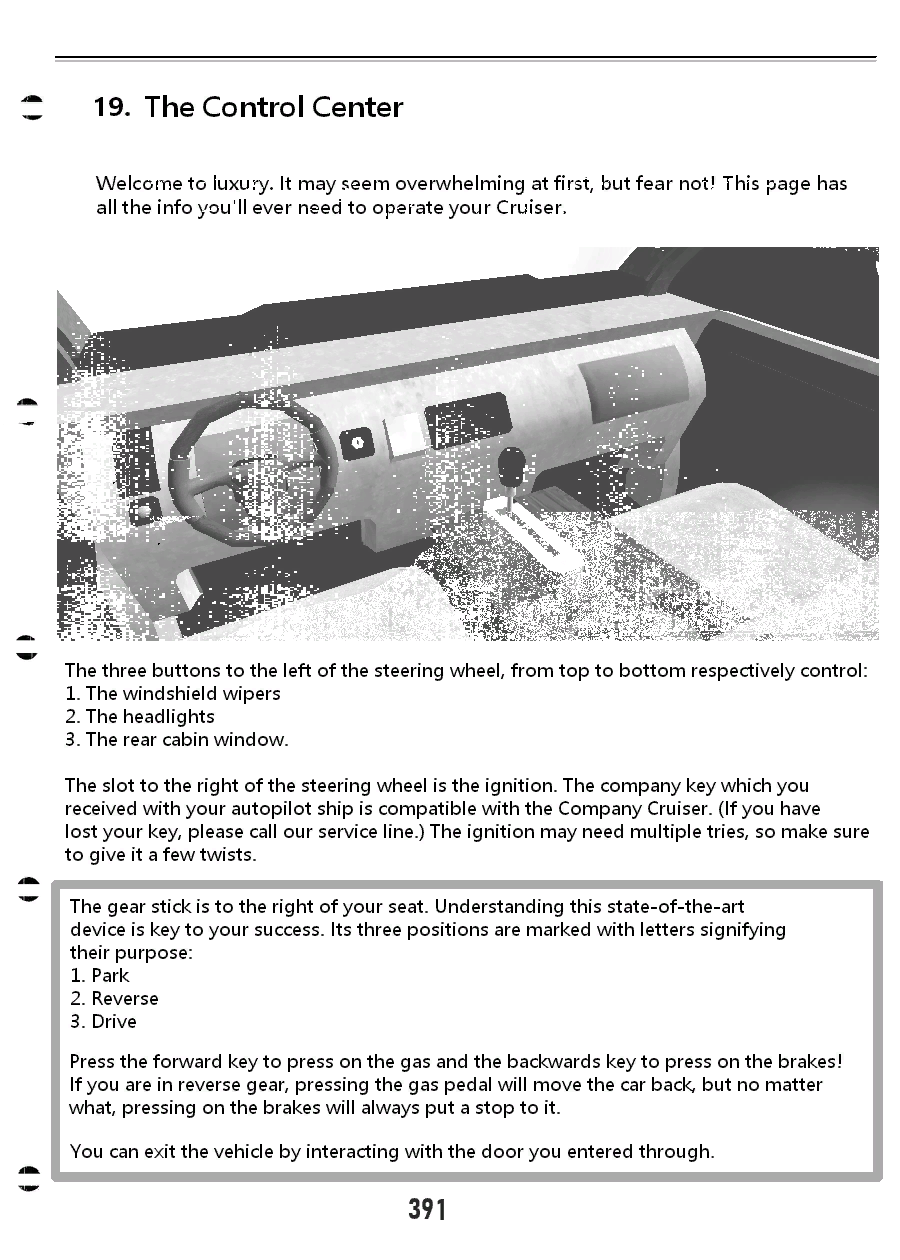 19. The Control Center
Welcome to luxury. It may seem overwhelming at first, but fear not! This page has
all the info you'll ever need to operate your Cruiser.
The three buttons to the left of the steering wheel, from top to bottom respectively control:
1. The windshield wipers
2. The headlights
3. The rear cabin window.
The slot to the right of the steering wheel is the ignition. The company key which you
received with your autopilot ship is compatible with the Company Cruiser. (If you have
lost your key, please call our service line.) The ignition may need multiple tries, so make sure
to give it a few twists.
The gear stick is to the right of your seat. Understanding this state-of-the-art
device is key to your success. Its three positions are marked with letters signifying
their purpose:
1. Park
2. Reverse
3. Drive
Press the forward key to press on the gas and the backwards key to press on the brakes!
If you are in reverse gear, pressing the gas pedal will move the car back, but no matter
what, pressing on the brakes will always put a stop to it.
You can exit the vehicle by interacting with the door you entered through.
391